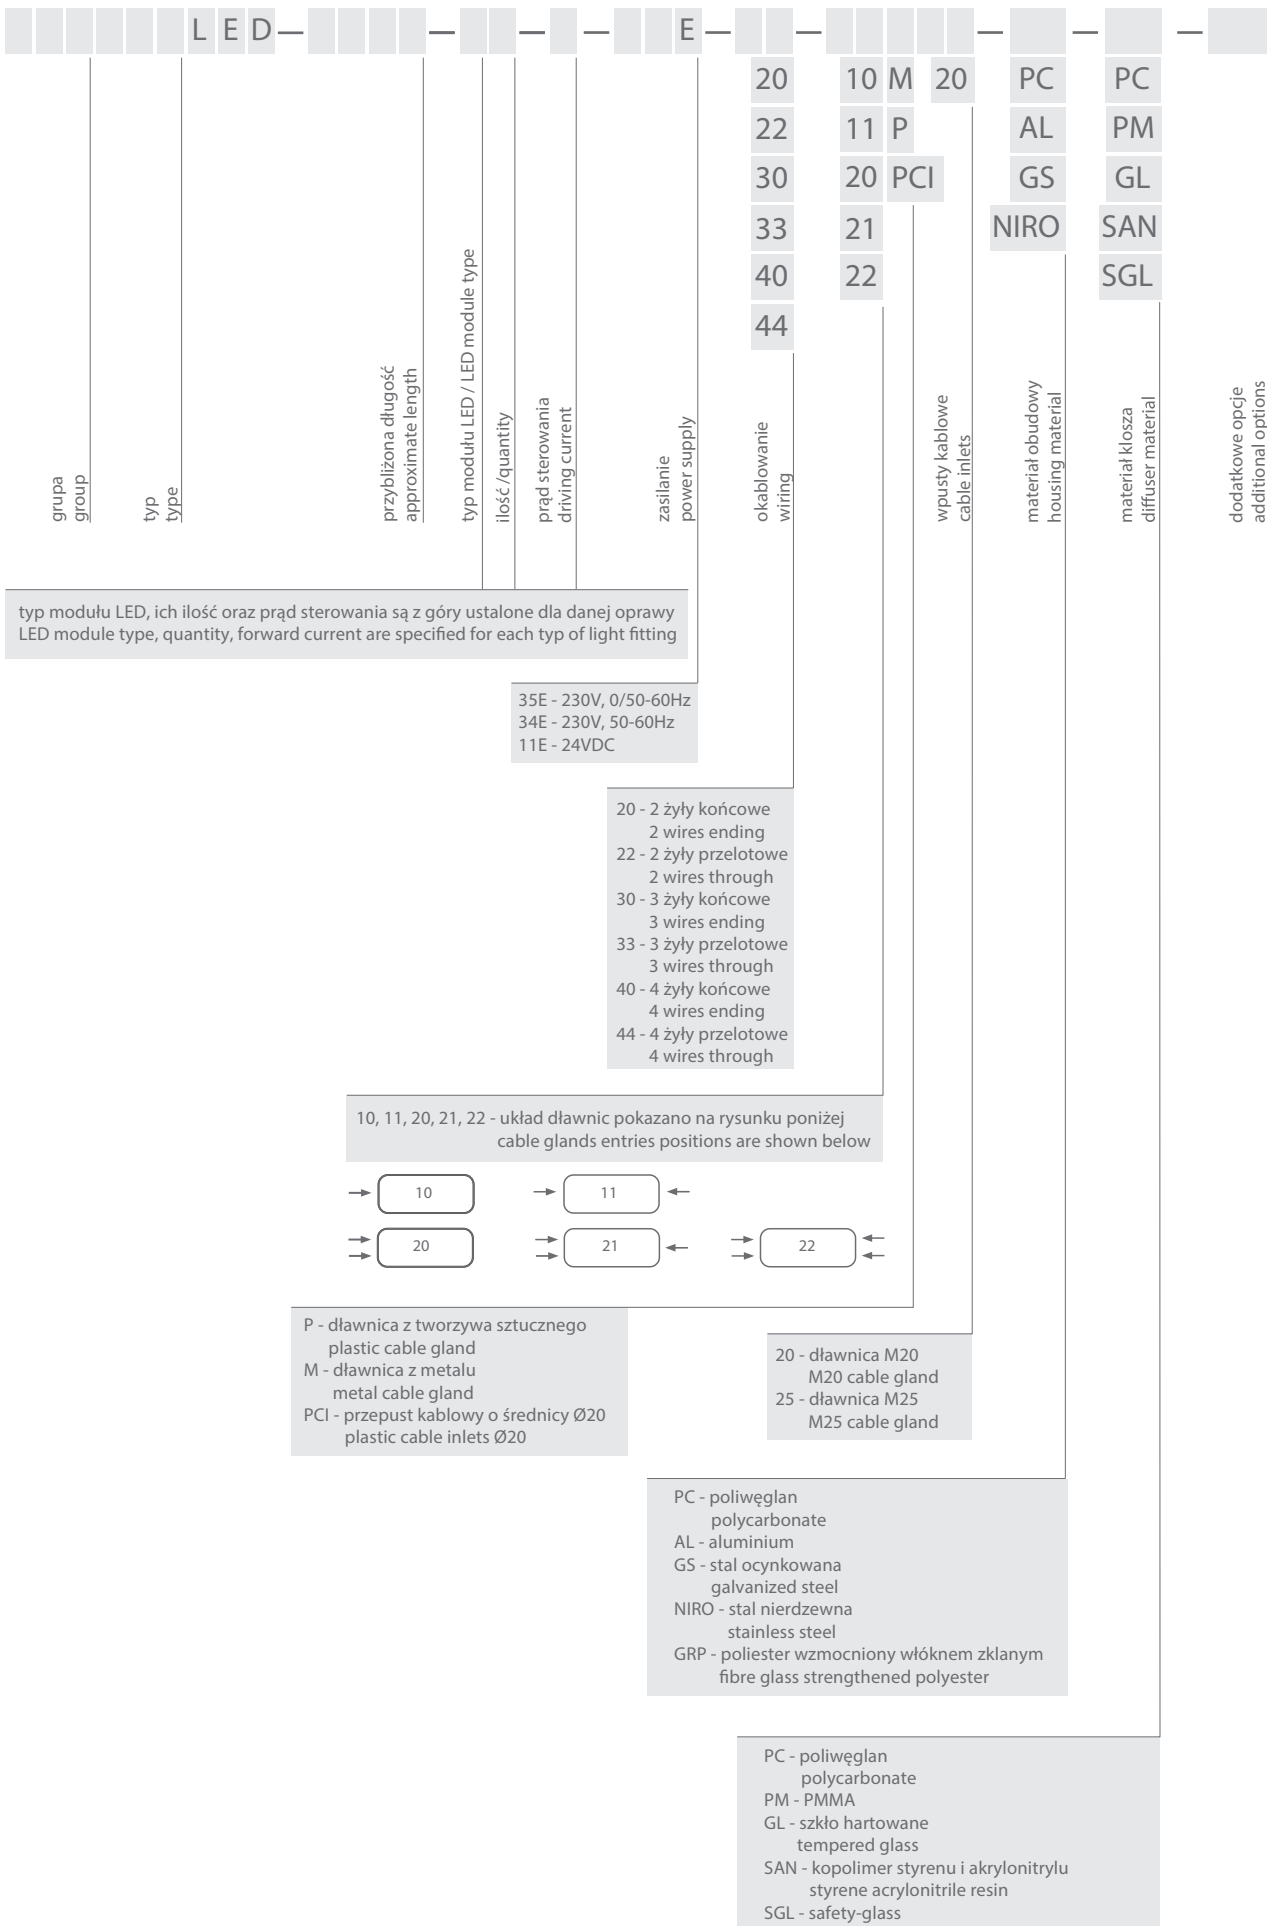 L E D — — — — E — — — — —
20 10 M 20 PC PC
22 11 P AL PM
30 20 PCI GS GL
33 21 NIRO SAN
40 22 SGL
44
grupa
group
typ
type
przybliżona długość
approximate length
typ modułu LED / LED module type
ilość /quantity
prąd sterowania
driving current
zasilanie
power supply
okablowanie
wiring
wpusty kablowe
cable inlets
materiał obudowy
housing material
materiał klosza
diffuser material
dodatkowe opcje
additional options
typ modułu LED, ich ilość oraz prąd sterowania są z góry ustalone dla danej oprawy
LED module type, quantity, forward current are specified for each typ of light fitting
35E - 230V, 0/50-60Hz
34E - 230V, 50-60Hz
11E - 24VDC
20 - 2 żyły końcowe
2 wires ending
22 - 2 żyły przelotowe
2 wires through
30 - 3 żyły końcowe
3 wires ending
33 - 3 żyły przelotowe
3 wires through
40 - 4 żyły końcowe
4 wires ending
44 - 4 żyły przelotowe
4 wires through
10, 11, 20, 21, 22 - układ dławnic pokazano na rysunku poniżej
cable glands entries positions are shown below
10 11
20 21 22
P - dławnica z tworzywa sztucznego
plastic cable gland
M - dławnica z metalu
metal cable gland
PCI - przepust kablowy o średnicy Ø20
plastic cable inlets Ø20
20 - dławnica M20
M20 cable gland
25 - dławnica M25
M25 cable gland
PC - poliwęglan
polycarbonate
AL - aluminium
GS - stal ocynkowana
galvanized steel
NIRO - stal nierdzewna
stainless steel
GRP - poliester wzmocniony włóknem zklanym
fibre glass strengthened polyester
PC - poliwęglan
polycarbonate
PM - PMMA
GL - szkło hartowane
tempered glass
SAN - kopolimer styrenu i akrylonitrylu
styrene acrylonitrile resin
SGL - safety-glass